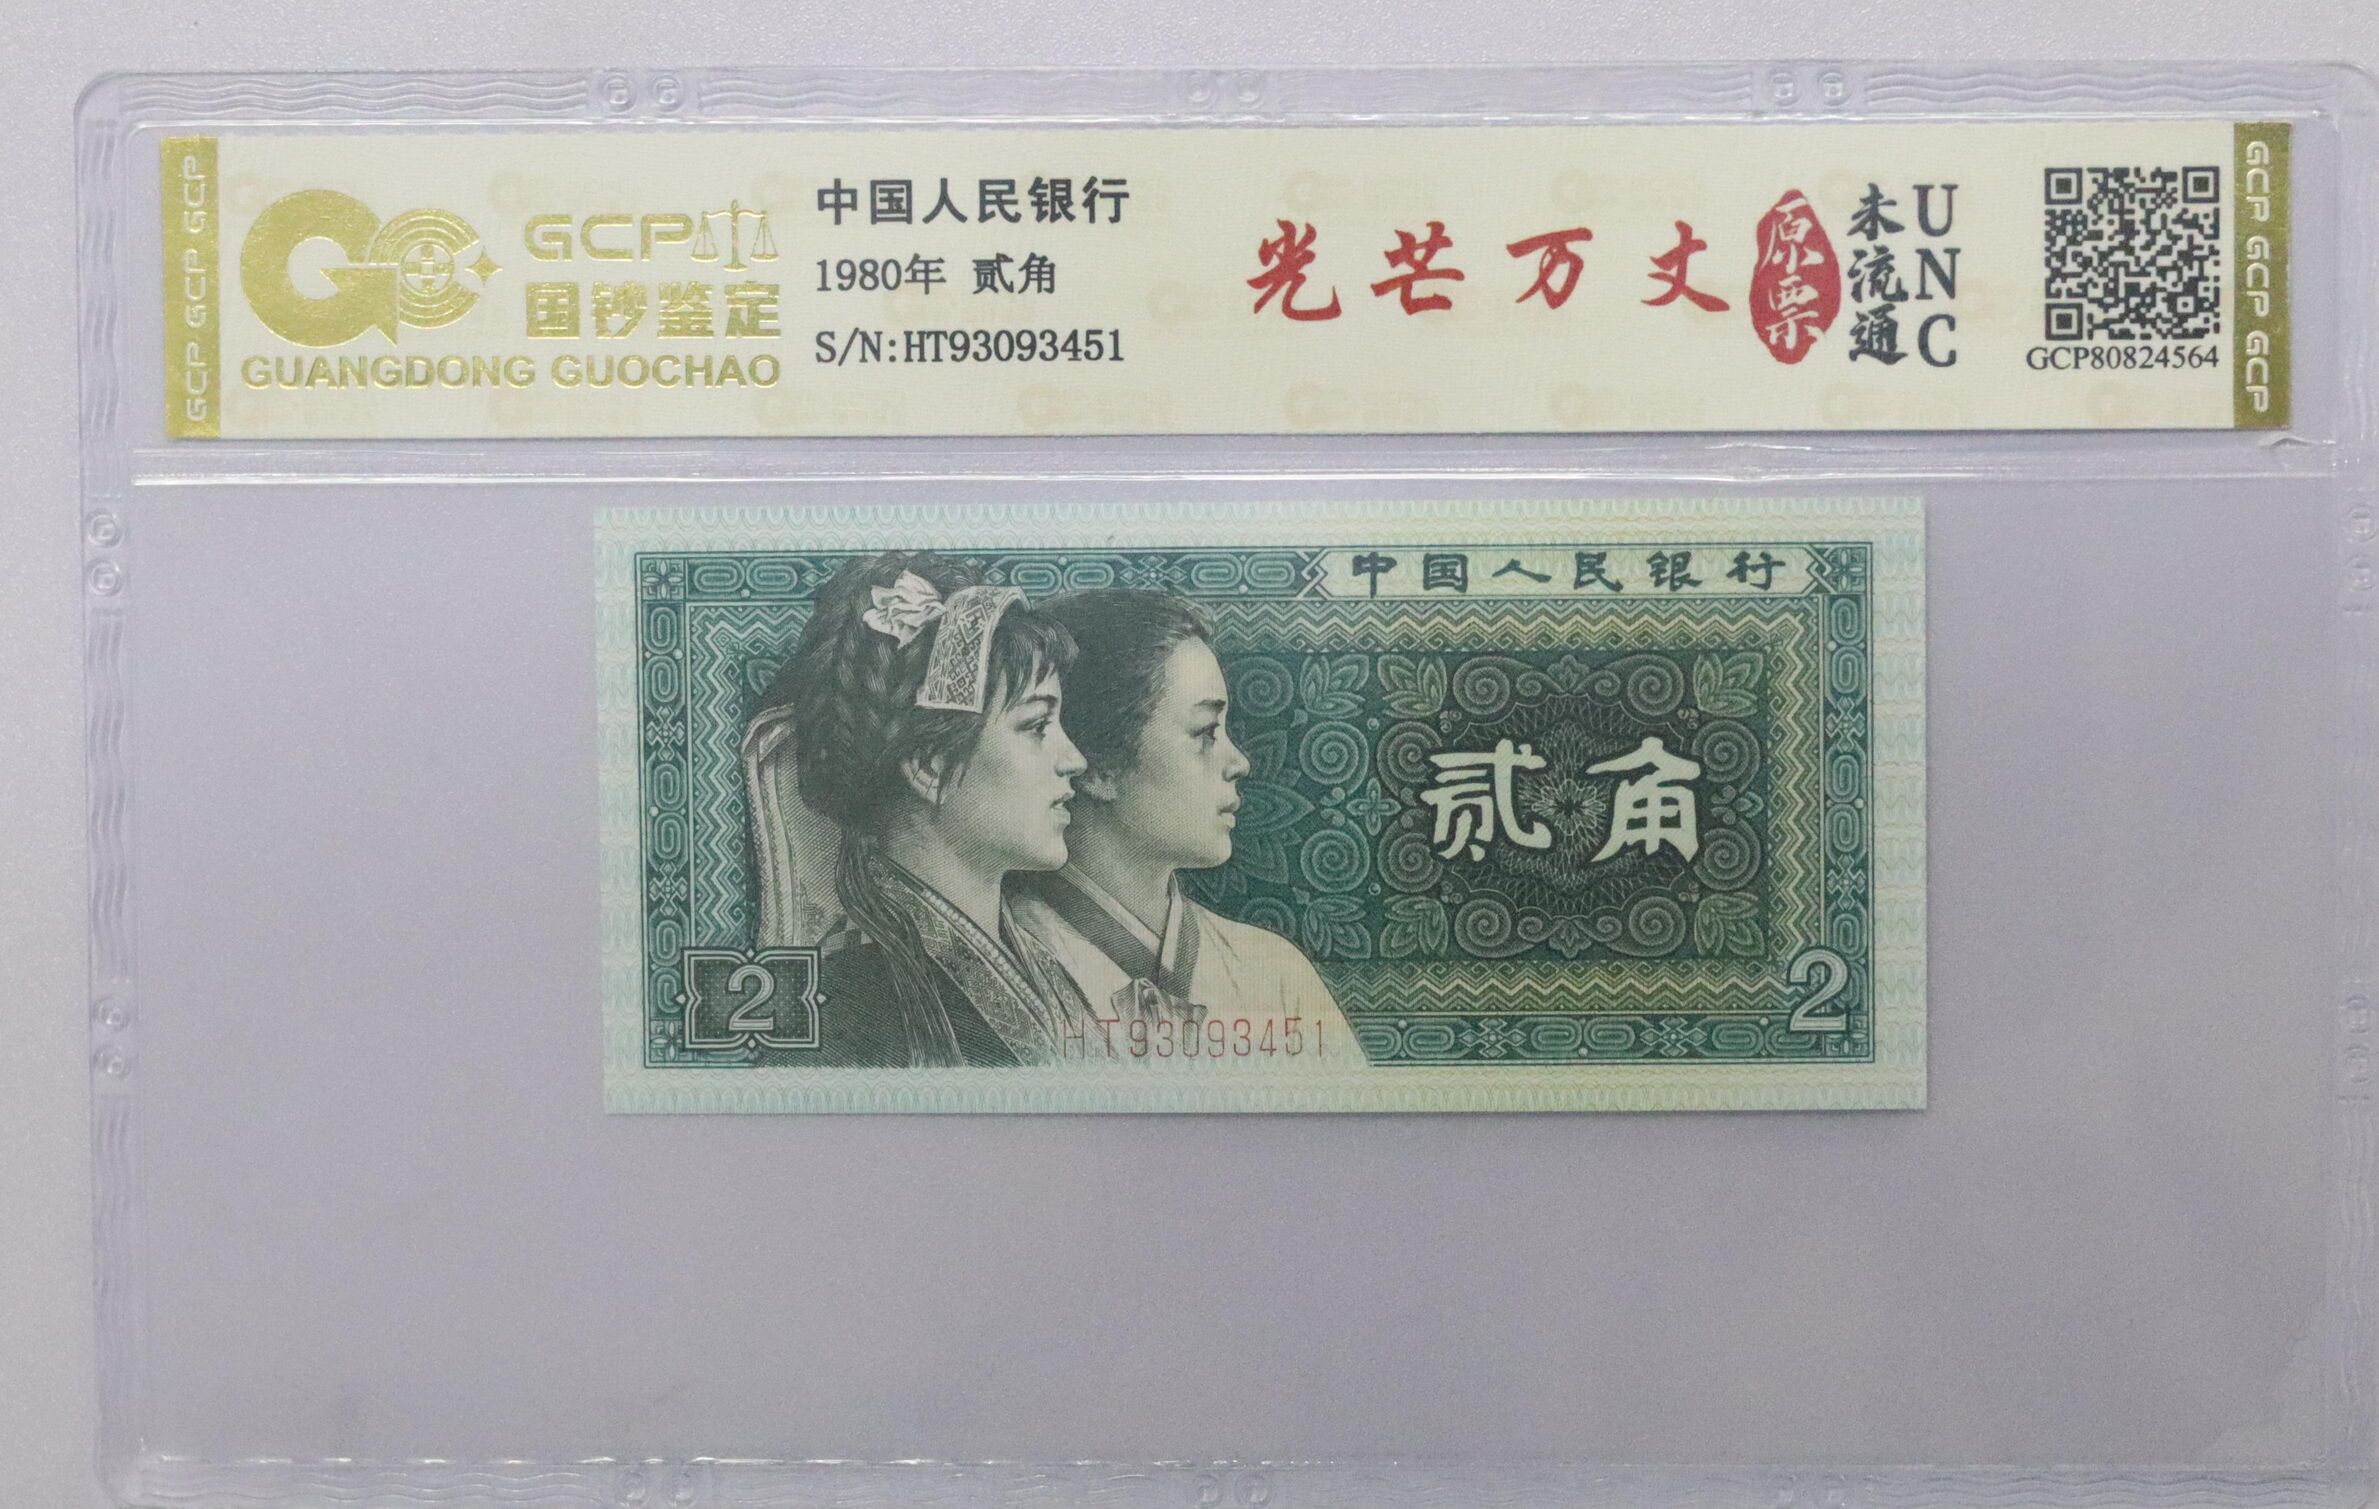 GCP GCP GCP
GCP
国钞鉴定
GUANGDONG GUOCHAO
中国人民银行
1980年 贰角
S/N:HT93093451
光芒万丈
原票
未流通
UNC
GCP80824564
GCP GCP GCP
中国人民银行
贰角
2
2
HT93093451